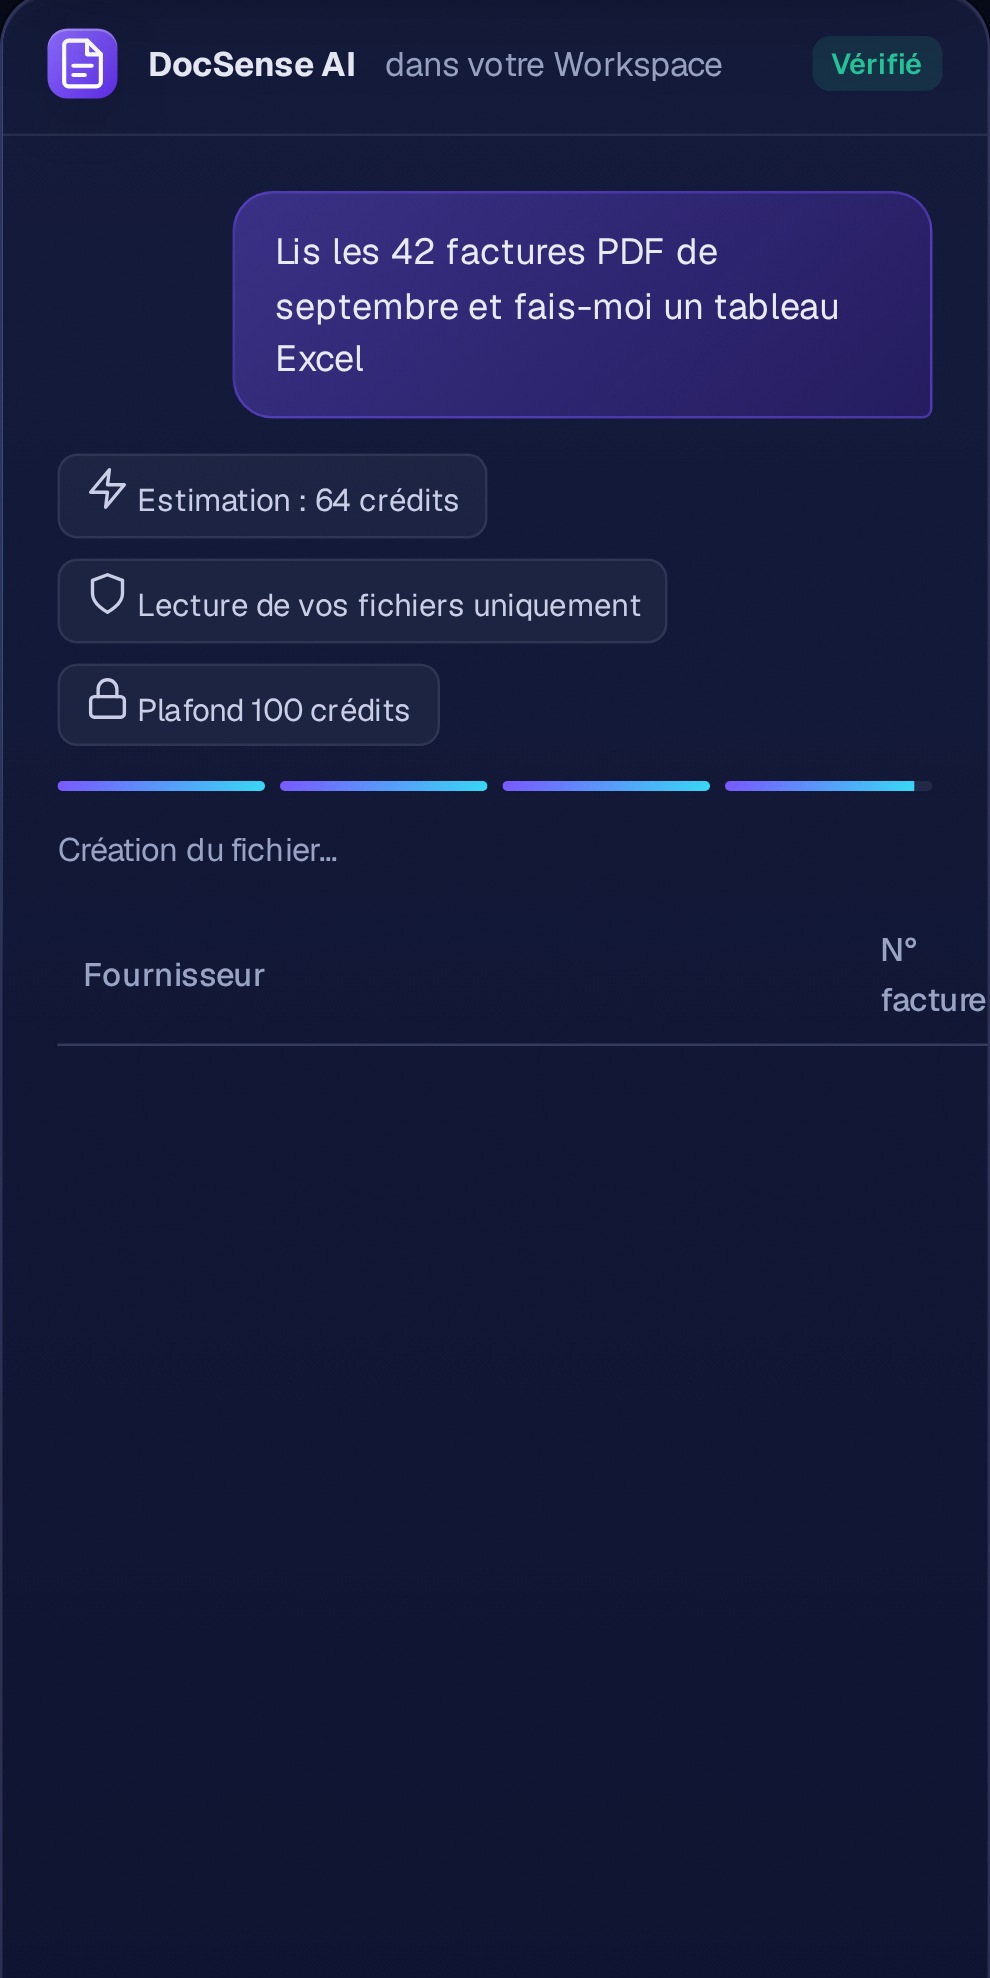 DocSense AI dans votre Workspace Vérifié
Lis les 42 factures PDF de
septembre et fais-moi un tableau
Excel
Estimation : 64 crédits
Lecture de vos fichiers uniquement
Plafond 100 crédits
Création du fichier...
Fournisseur
N°
facture